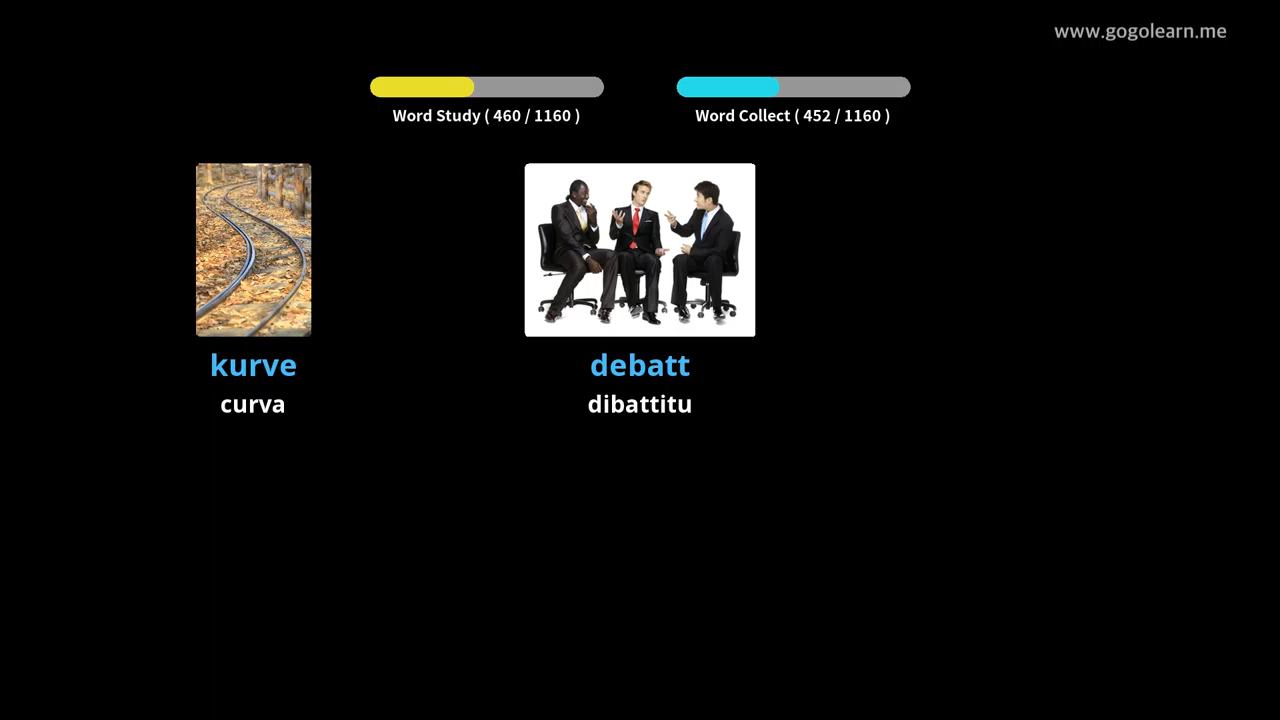 www.gogolearn.me
Word Study ( 460 / 1160 )
Word Collect ( 452 / 1160 )
kurve
curva
debatt
dibattitu